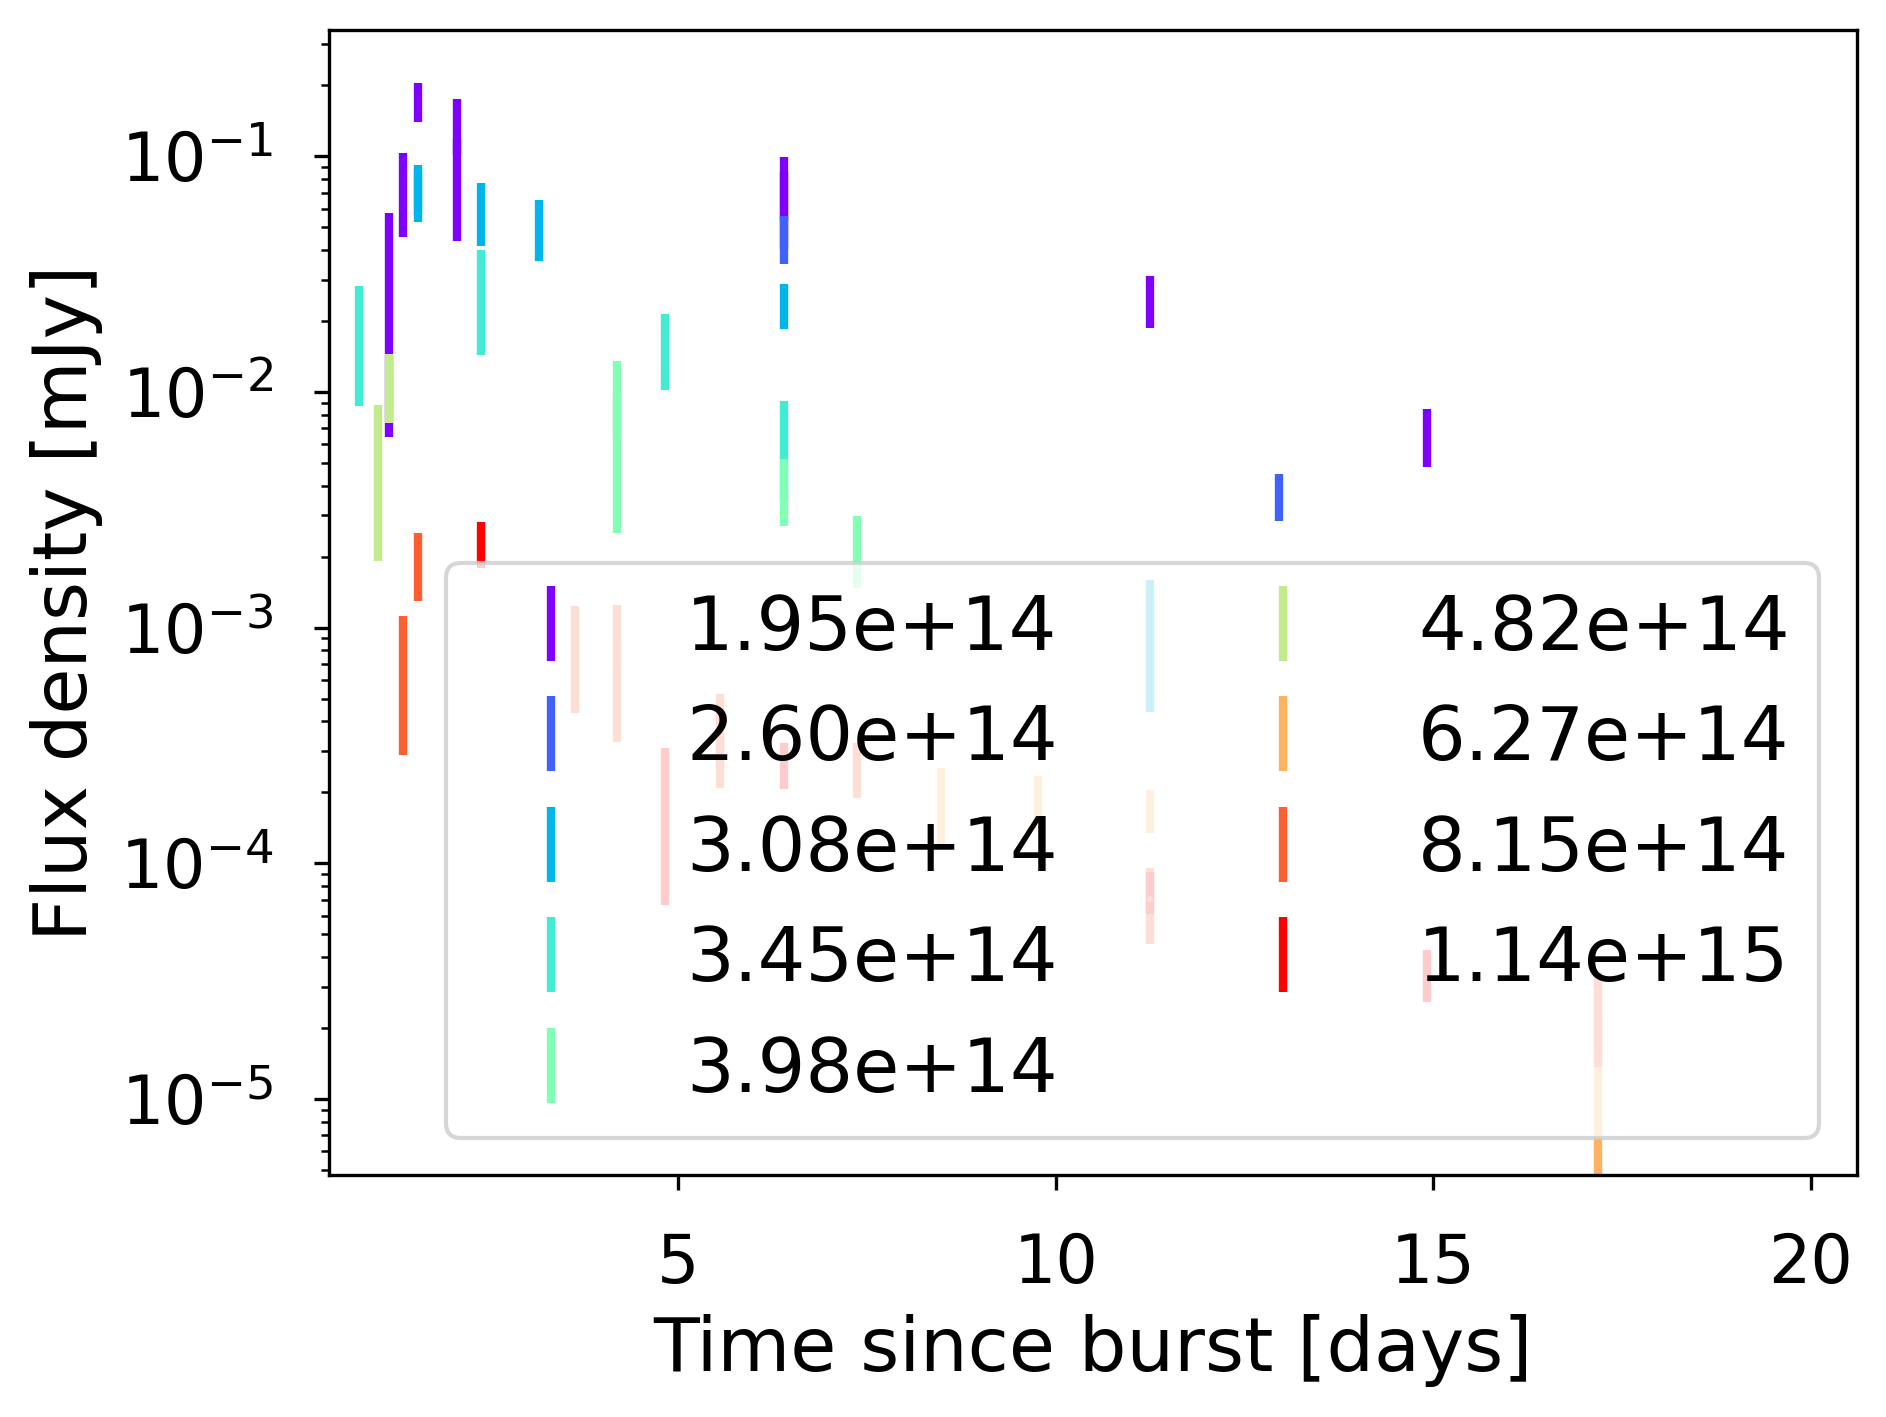 Flux density [mJy]
10⁻¹
10⁻²
10⁻³
10⁻⁴
10⁻⁵
1.95e+14
2.60e+14
3.08e+14
3.45e+14
3.98e+14
4.82e+14
6.27e+14
8.15e+14
1.14e+15
5 10 15 20
Time since burst [days]